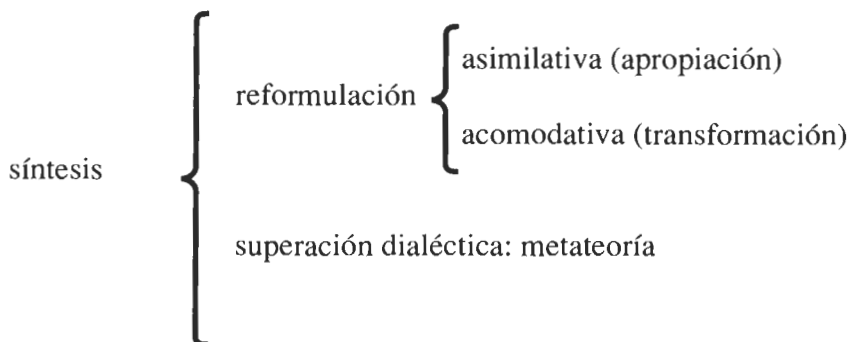 asimilativa (apropiación)
reformulación
acomodativa (transformación)
síntesis
superación dialéctica: metateoría